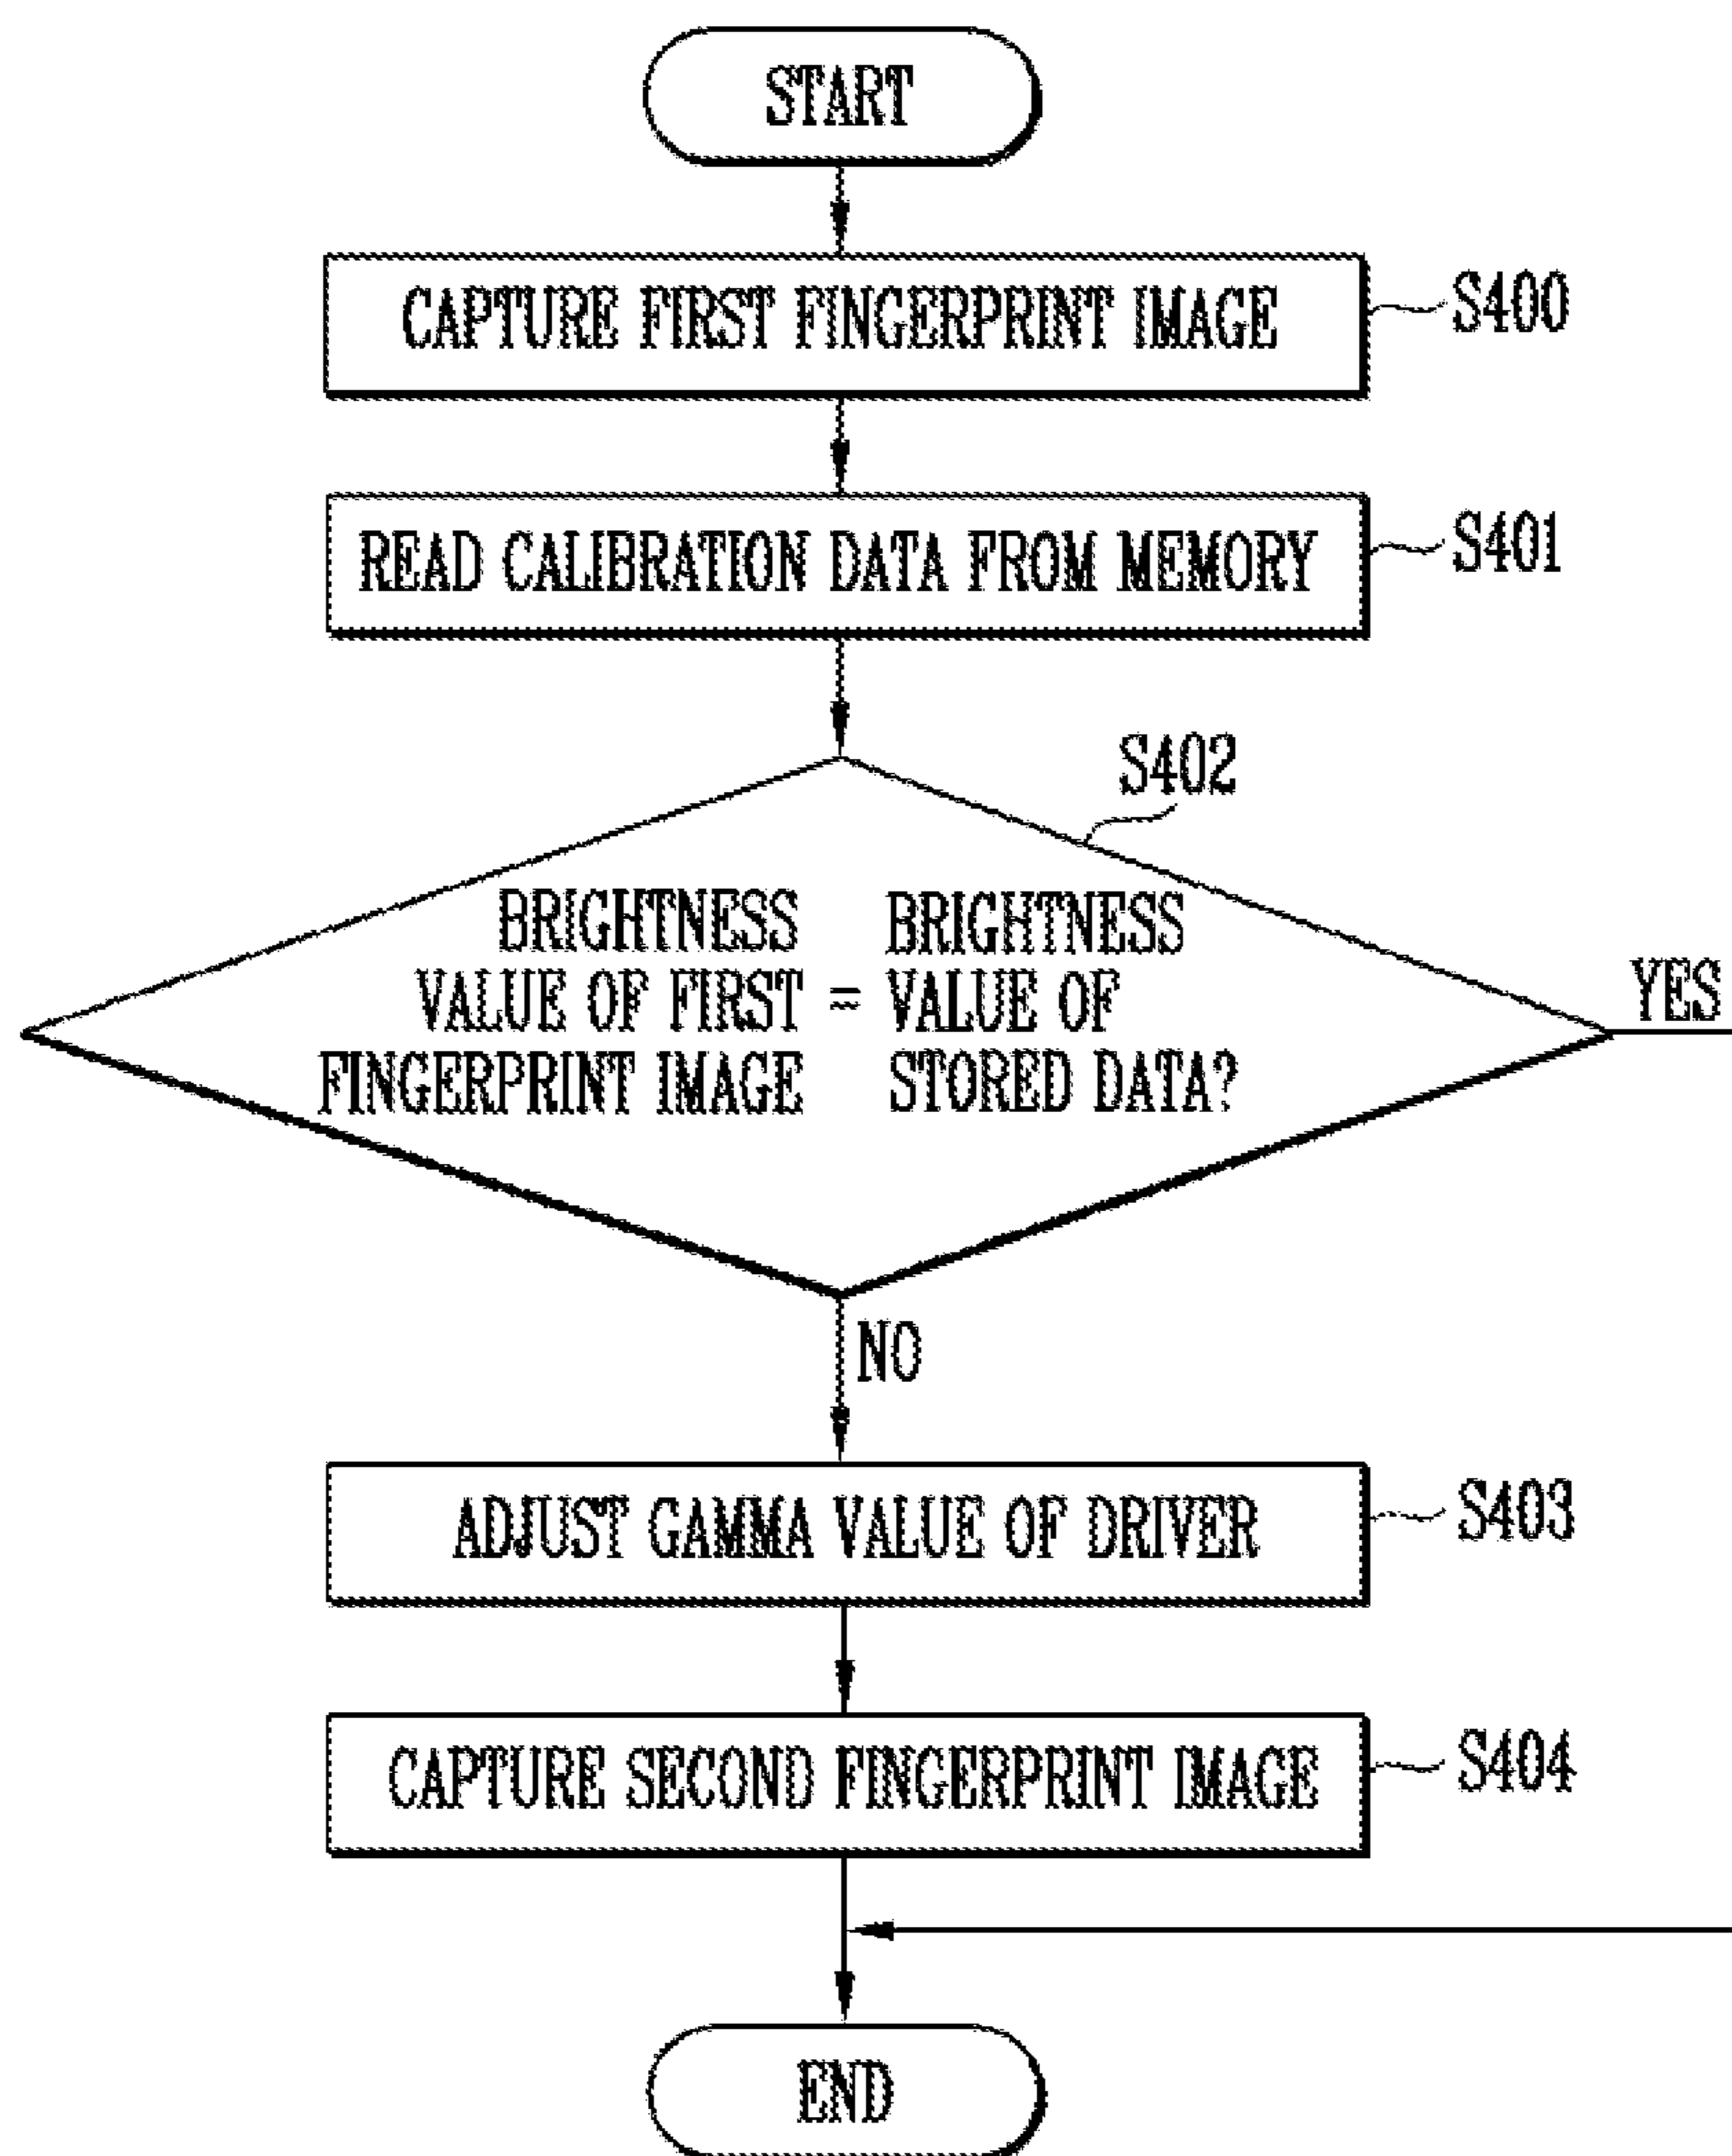 START
CAPTURE FIRST FINGERPRINT IMAGE
S400
READ CALIBRATION DATA FROM MEMORY
S401
S402
BRIGHTNESS BRIGHTNESS
VALUE OF FIRST = VALUE OF
FINGERPRINT IMAGE STORED DATA?
YES
NO
ADJUST GAMMA VALUE OF DRIVER
S403
CAPTURE SECOND FINGERPRINT IMAGE
S404
END